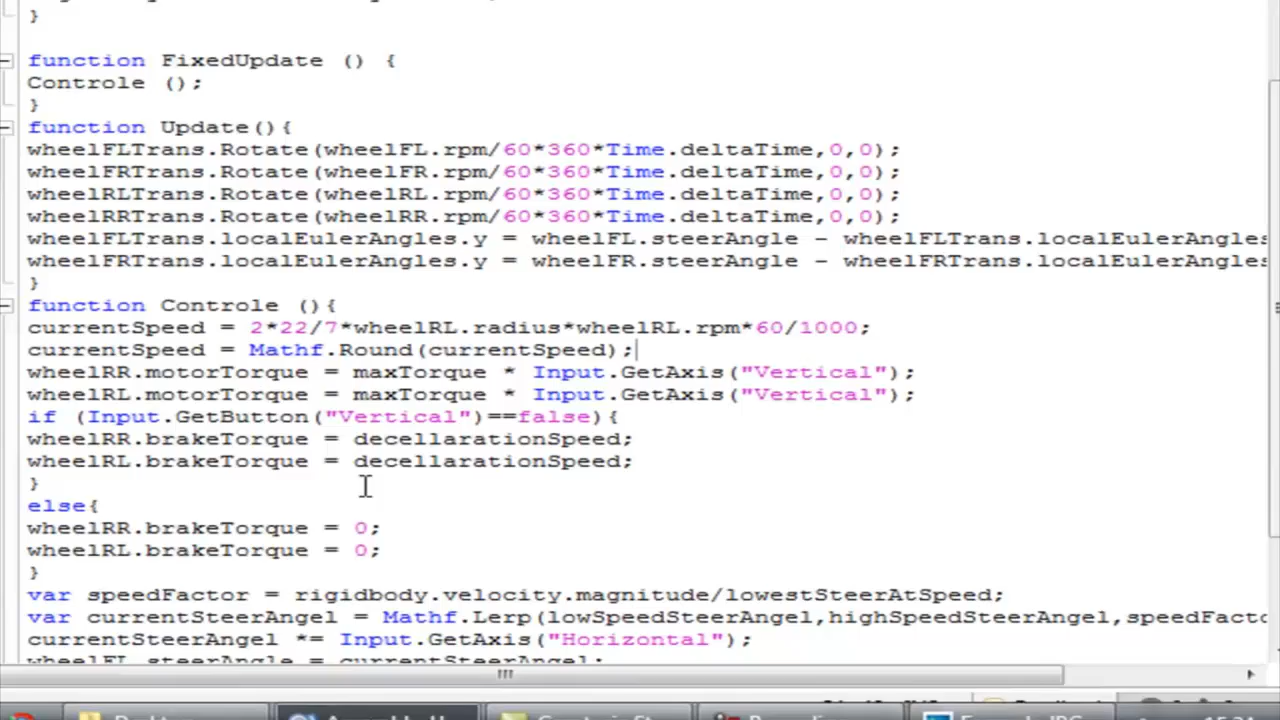 }
function FixedUpdate () {
Controle ();
}
function Update(){
wheelFLTrans.Rotate(wheelFL.rpm/60*360*Time.deltaTime,0,0);
wheelFRTrans.Rotate(wheelFR.rpm/60*360*Time.deltaTime,0,0);
wheelRLTrans.Rotate(wheelRL.rpm/60*360*Time.deltaTime,0,0);
wheelRRTrans.Rotate(wheelRR.rpm/60*360*Time.deltaTime,0,0);
wheelFLTrans.localEulerAngles.y = wheelFL.steerAngle - wheelFLTrans.localEulerAngles
wheelFRTrans.localEulerAngles.y = wheelFR.steerAngle - wheelFRTrans.localEulerAngles
}
function Controle (){
currentSpeed = 2*22/7*wheelRL.radius*wheelRL.rpm*60/1000;
currentSpeed = Mathf.Round(currentSpeed);
wheelRR.motorTorque = maxTorque * Input.GetAxis("Vertical");
wheelRL.motorTorque = maxTorque * Input.GetAxis("Vertical");
if (Input.GetButton("Vertical")==false){
wheelRR.brakeTorque = decellarationSpeed;
wheelRL.brakeTorque = decellarationSpeed;
}
else{
wheelRR.brakeTorque = 0;
wheelRL.brakeTorque = 0;
}
var speedFactor = rigidbody.velocity.magnitude/lowestSteerAtSpeed;
var currentSteerAngel = Mathf.Lerp(lowSpeedSteerAngel,highSpeedSteerAngel,speedFacto
currentSteerAngel *= Input.GetAxis("Horizontal");
wheelFL.steerAngle = currentSteerAngel;